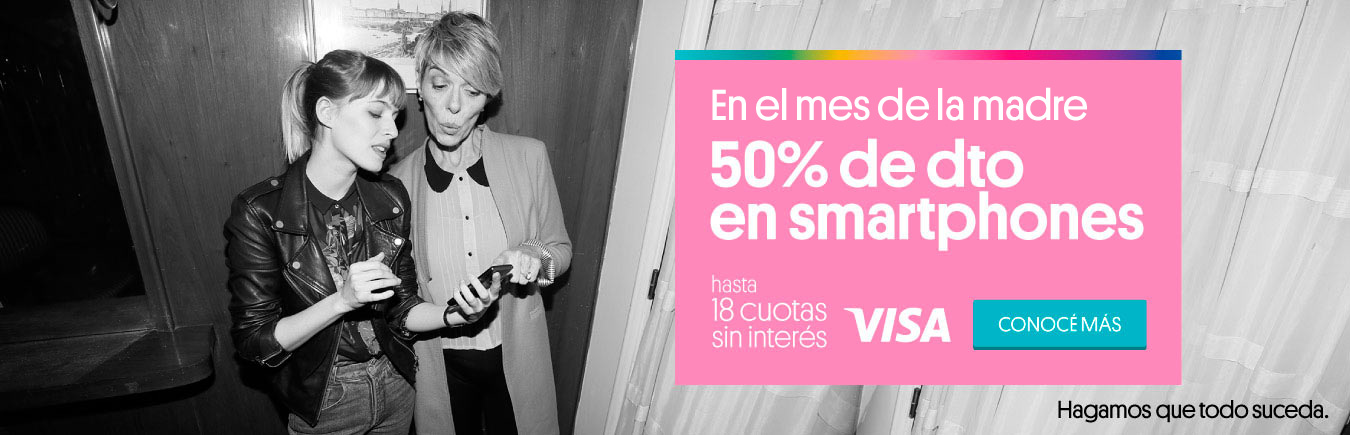 En el mes de la madre
50% de dto
en smartphones
hasta
18 cuotas
sin interés
VISA
CONOCÉ MÁS
Hagamos que todo suceda.